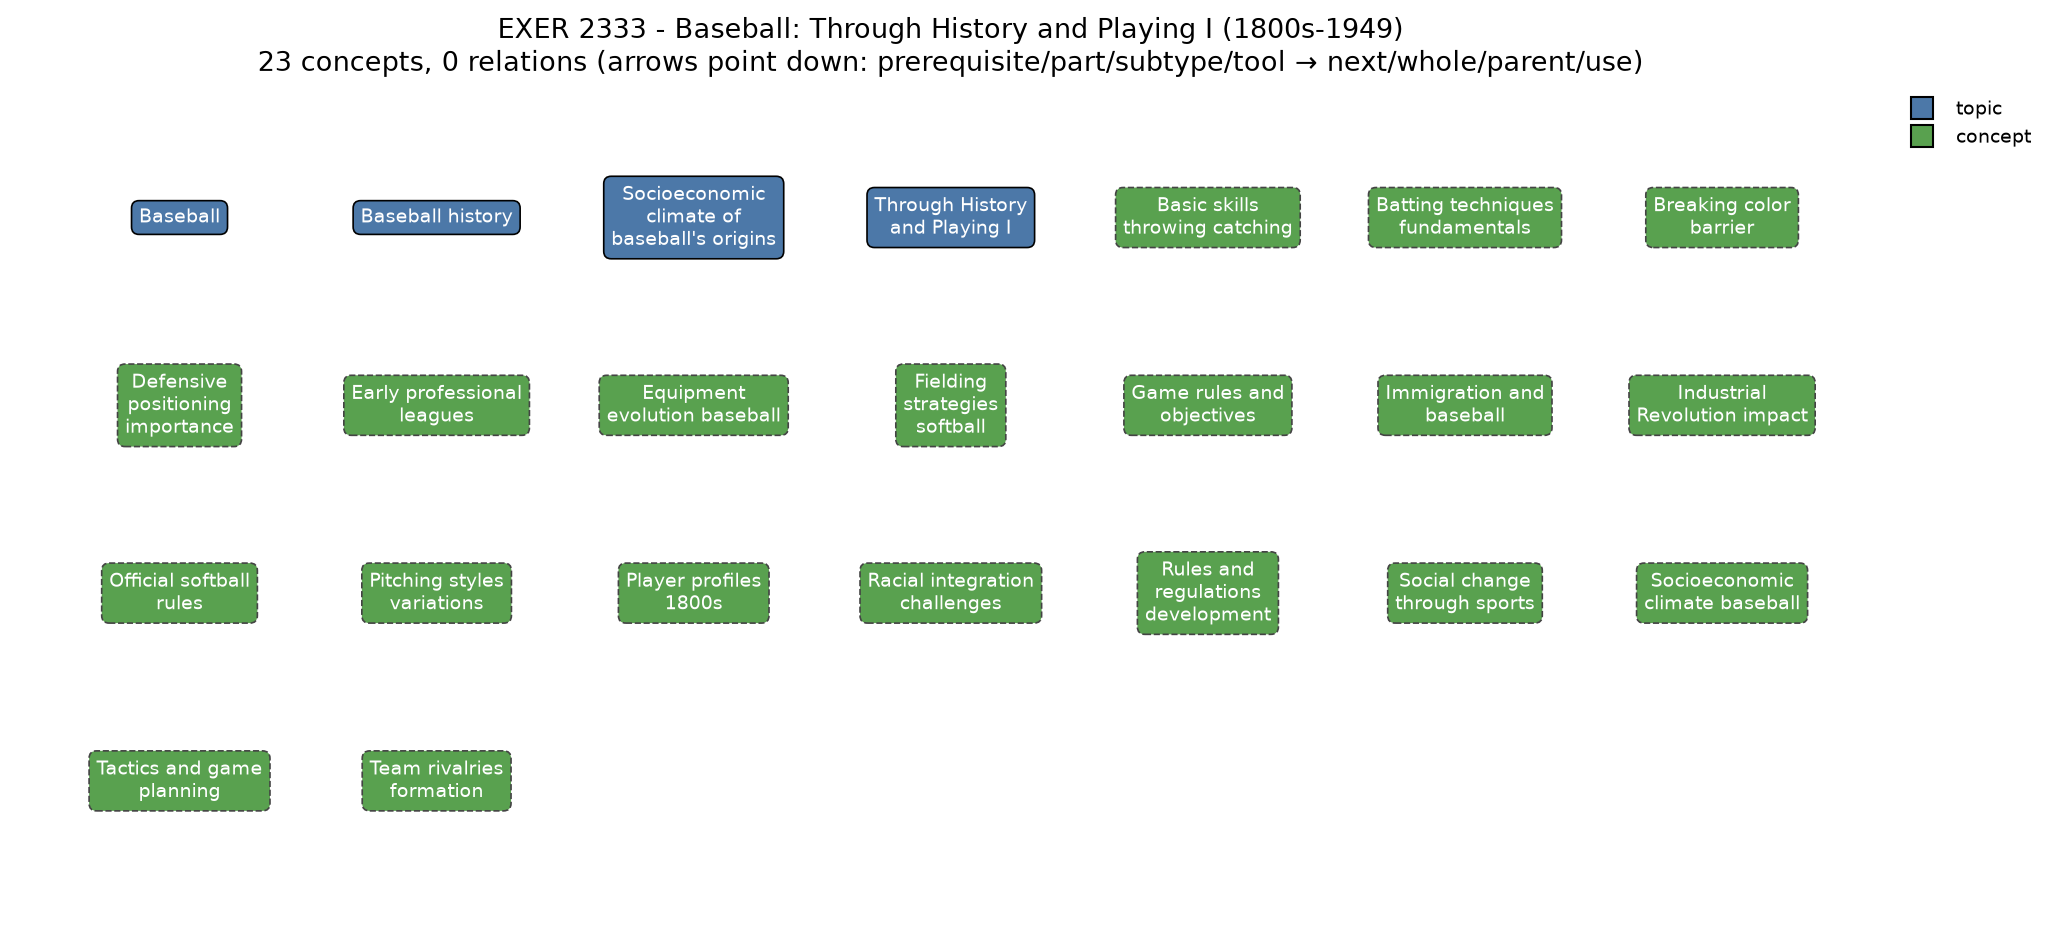 EXER 2333 - Baseball: Through History and Playing I (1800s-1949)
23 concepts, 0 relations (arrows point down: prerequisite/part/subtype/tool → next/whole/parent/use)
topic
concept
Baseball
Baseball history
Socioeconomic
climate of
baseball's origins
Through History
and Playing I
Basic skills
throwing catching
Batting techniques
fundamentals
Breaking color
barrier
Defensive
positioning
importance
Early professional
leagues
Equipment
evolution baseball
Fielding
strategies
softball
Game rules and
objectives
Immigration and
baseball
Industrial
Revolution impact
Official softball
rules
Pitching styles
variations
Player profiles
1800s
Racial integration
challenges
Rules and
regulations
development
Social change
through sports
Socioeconomic
climate baseball
Tactics and game
planning
Team rivalries
formation